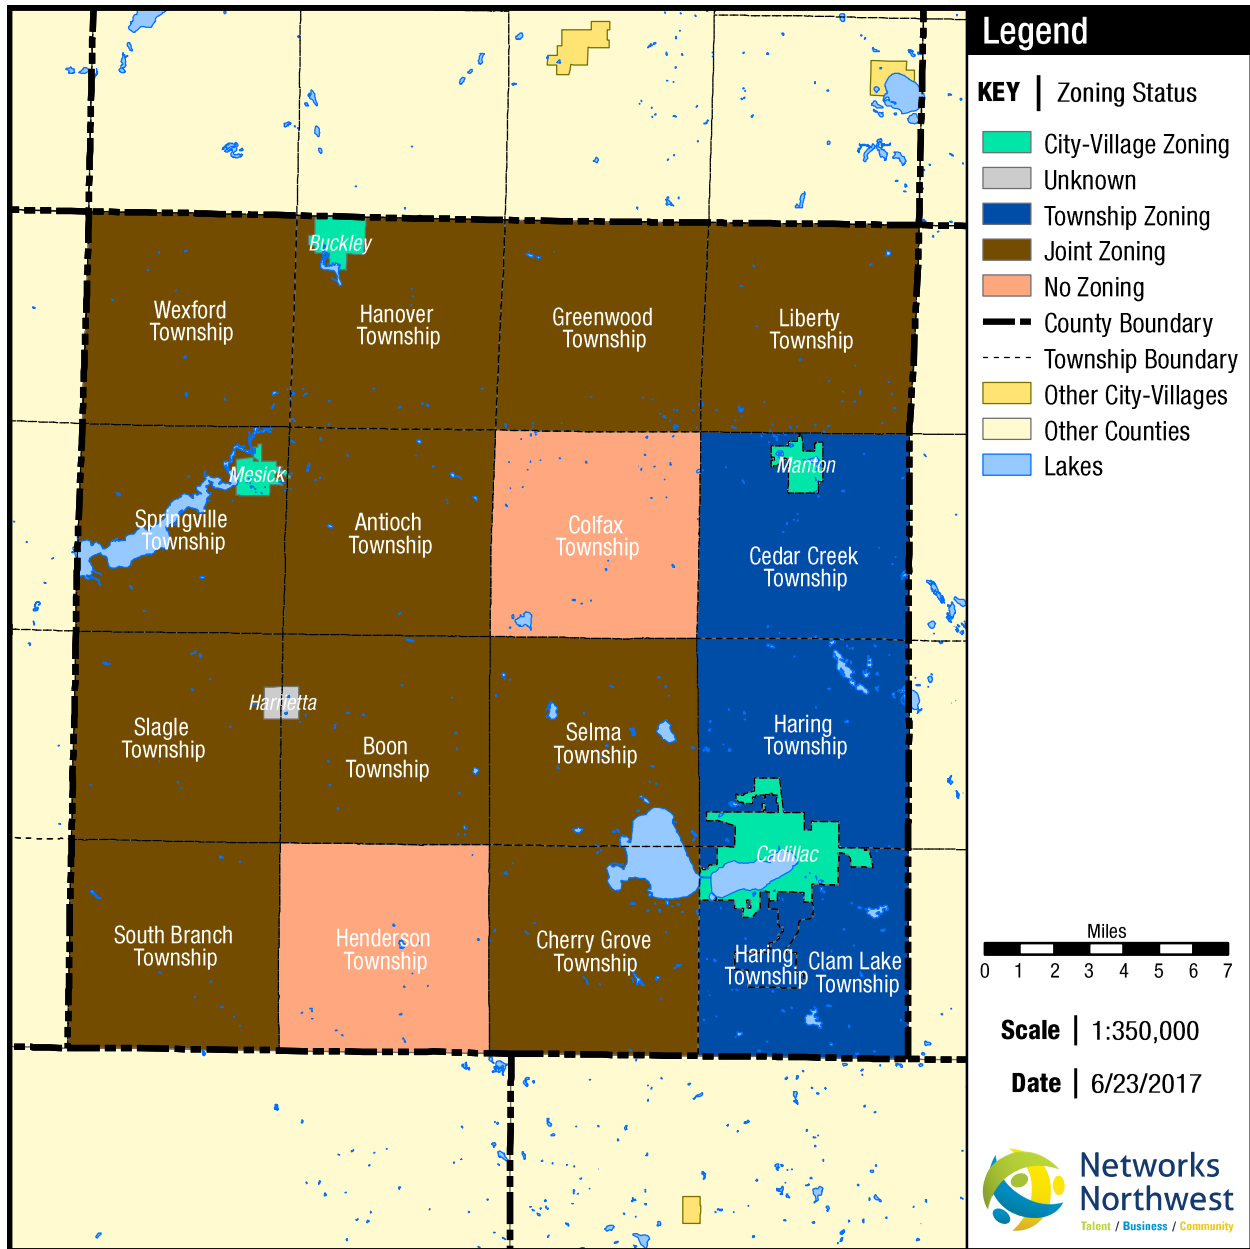 Legend
KEY | Zoning Status
City-Village Zoning
Unknown
Township Zoning
Joint Zoning
No Zoning
County Boundary
Township Boundary
Other City-Villages
Other Counties
Lakes
Buckley
Wexford
Township
Hanover
Township
Greenwood
Township
Liberty
Township
Mesick
Manton
Springville
Township
Antioch
Township
Colfax
Township
Cedar Creek
Township
Harrietta
Slagle
Township
Boon
Township
Selma
Township
Haring
Township
Cadillac
South Branch
Township
Henderson
Township
Cherry Grove
Township
Haring
Township
Clam Lake
Township
Miles
0 1 2 3 4 5 6 7
Scale | 1:350,000
Date | 6/23/2017
Networks
Northwest
Talent / Business / Community